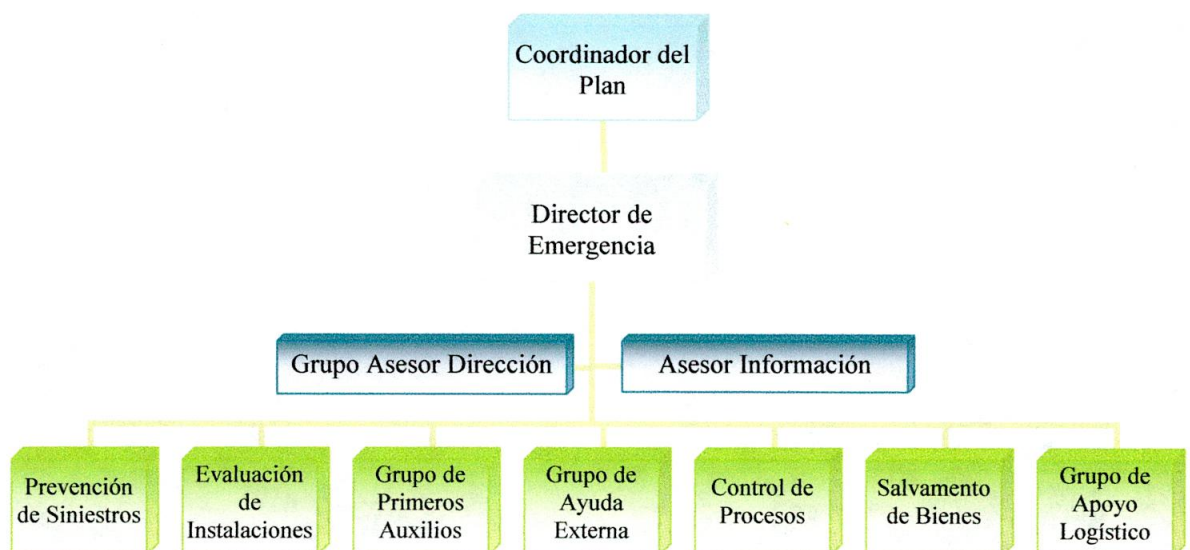 Coordinador del
Plan
Director de
Emergencia
Grupo Asesor Dirección
Asesor Información
Prevención
de Siniestros
Evaluación
de
Instalaciones
Grupo de
Primeros
Auxilios
Grupo de
Ayuda
Externa
Control de
Procesos
Salvamento
de Bienes
Grupo de
Apoyo
Logístico